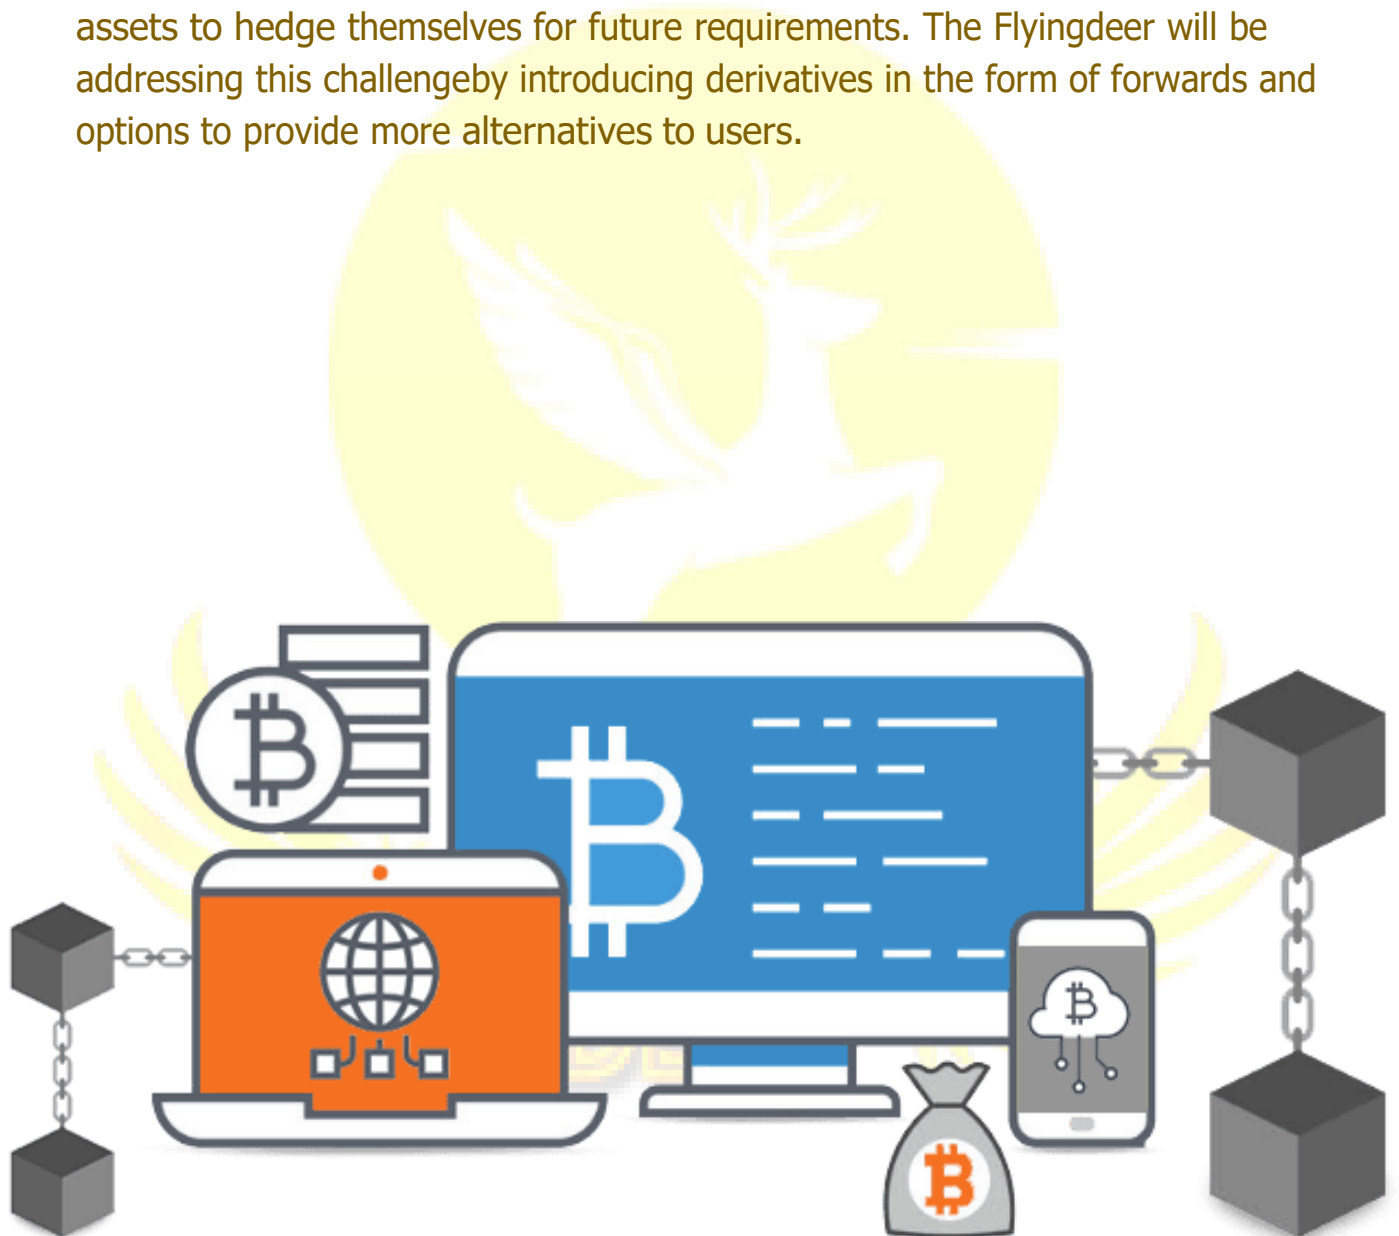 assets to hedge themselves for future requirements. The Flyingdeer will be
addressing this challengeby introducing derivatives in the form of forwards and
options to provide more alternatives to users.